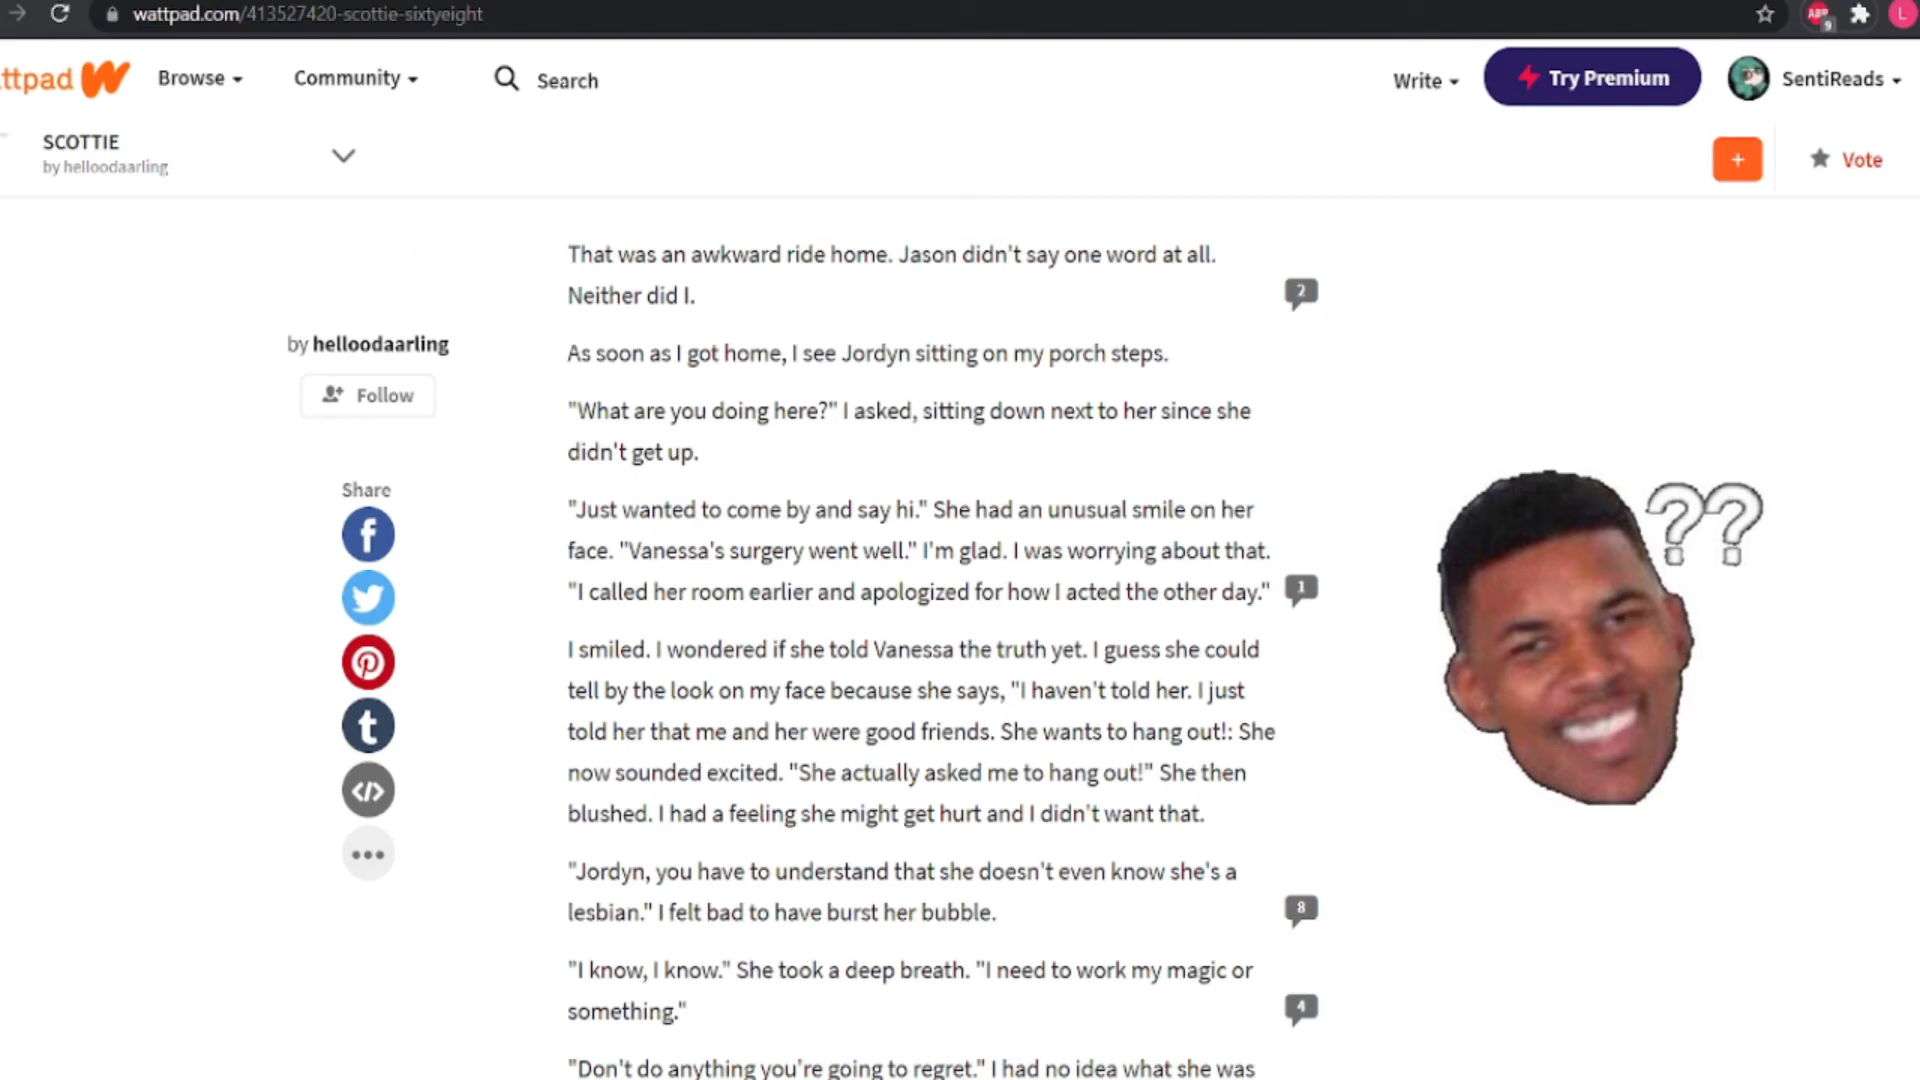 wattpad.com/413527420-scottie-sixtyeight
ABP
9
L
ttpad
Browse
Community
Search
Write
Try Premium
SentiReads
SCOTTIE
by helloodaarling
+
Vote
That was an awkward ride home. Jason didn't say one word at all.
Neither did I.
2
by helloodaarling
Follow
As soon as I got home, I see Jordyn sitting on my porch steps.
"What are you doing here?" I asked, sitting down next to her since she
didn't get up.
Share
"Just wanted to come by and say hi." She had an unusual smile on her
face. "Vanessa's surgery went well." I'm glad. I was worrying about that.
"I called her room earlier and apologized for how I acted the other day."
1
??
I smiled. I wondered if she told Vanessa the truth yet. I guess she could
tell by the look on my face because she says, "I haven't told her. I just
told her that me and her were good friends. She wants to hang out!: She
now sounded excited. "She actually asked me to hang out!" She then
blushed. I had a feeling she might get hurt and I didn't want that.
"Jordyn, you have to understand that she doesn't even know she's a
lesbian." I felt bad to have burst her bubble.
8
"I know, I know." She took a deep breath. "I need to work my magic or
something."
4
"Don't do anything you're going to regret." I had no idea what she was